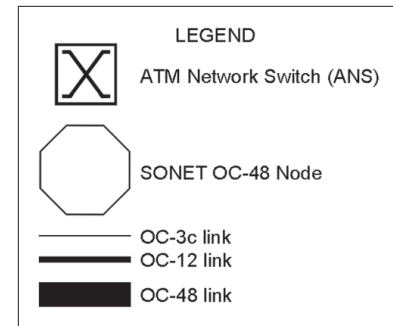 LEGEND
ATM Network Switch (ANS)
SONET OC-48 Node
OC-3c link
OC-12 link
OC-48 link